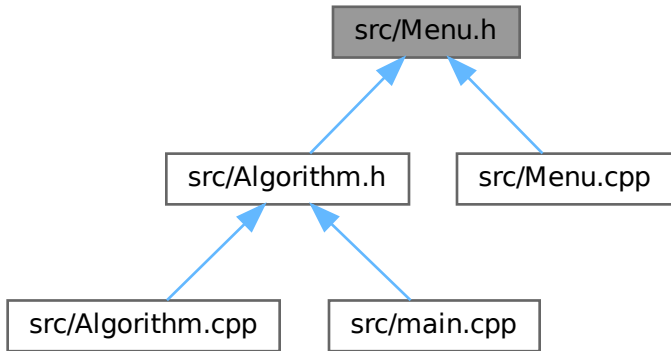 src/Menu.h
src/Algorithm.h
src/Menu.cpp
src/Algorithm.cpp
src/main.cpp